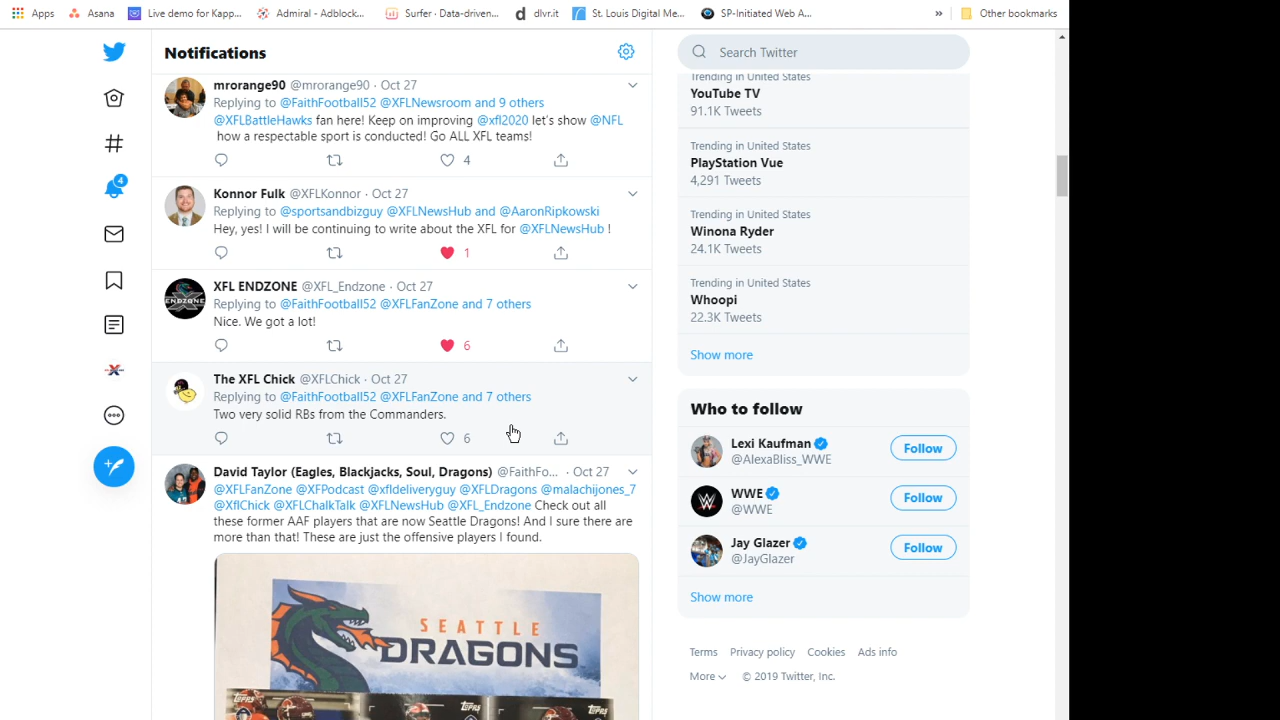 Apps Asana Live demo for Kapp... Admiral - Adblock... Surfer · Data-driven... dlvr.it St. Louis Digital Me... SP-Initiated Web A... » Other bookmarks
Notifications
mrorange90 @mrorange90 · Oct 27
Replying to @FaithFootball52 @XFLNewsroom and 9 others
@XFLBattleHawks fan here! Keep on improving @xfl2020 let's show @NFL
how a respectable sport is conducted! Go ALL XFL teams!
4
Konnor Fulk @XFLKonnor · Oct 27
Replying to @sportsandbizguy @XFLNewsHub and @AaronRipkowski
Hey, yes! I will be continuing to write about the XFL for @XFLNewsHub !
1
XFL ENDZONE @XFL_Endzone · Oct 27
Replying to @FaithFootball52 @XFLFanZone and 7 others
Nice. We got a lot!
6
The XFL Chick @XFLChick · Oct 27
Replying to @FaithFootball52 @XFLFanZone and 7 others
Two very solid RBs from the Commanders.
6
David Taylor (Eagles, Blackjacks, Soul, Dragons) @FaithFo... · Oct 27
@XFLFanZone @XFPodcast @xfldeliveryguy @XFLDragons @malachijones_7
@XflChick @XFLChalkTalk @XFLNewsHub @XFL_Endzone Check out all
these former AAF players that are now Seattle Dragons! And I sure there are
more than that! These are just the offensive players I found.
SEATTLE
DRAGONS
TOPPS TOPPS
4
ENDZONE
Search Twitter
Trending in United States
YouTube TV
91.1K Tweets
Trending in United States
PlayStation Vue
4,291 Tweets
Trending in United States
Winona Ryder
24.1K Tweets
Trending in United States
Whoopi
22.3K Tweets
Show more
Who to follow
Lexi Kaufman
@AlexaBliss_WWE
Follow
WWE
@WWE
Follow
Jay Glazer
@JayGlazer
Follow
Show more
Terms Privacy policy Cookies Ads info
More © 2019 Twitter, Inc.